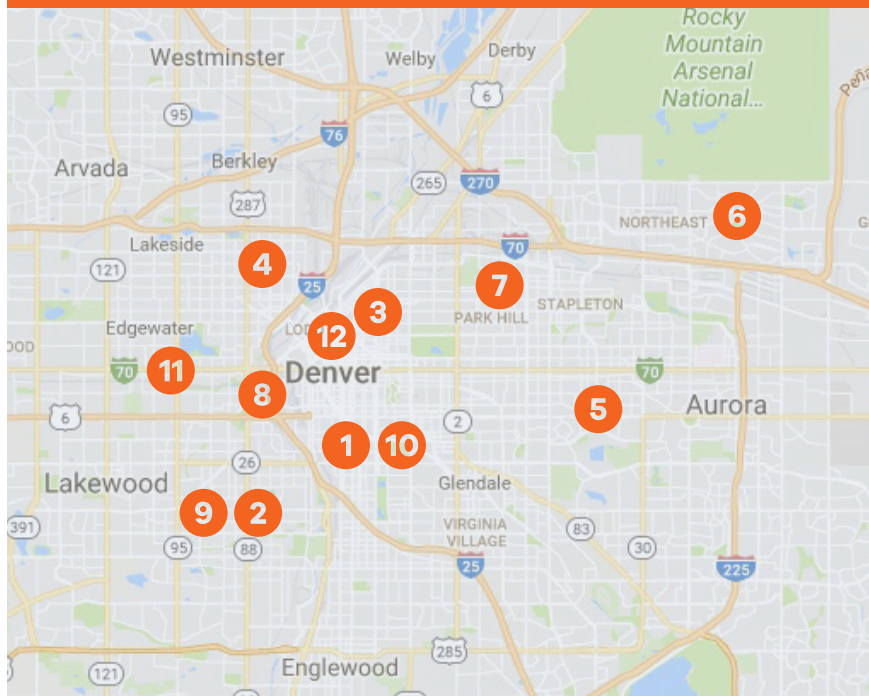 Rocky
Mountain
Arsenal
National...
Westminster
Welby
Derby
6
95
76
Arvada
Berkley
265
270
287
NORTHEAST
6
Lakeside
70
4
121
25
7
3
STAPLETON
PARK HILL
Edgewater
12
70
11
Denver
70
8
5
Aurora
6
2
1
10
26
Lakewood
Glendale
9
2
391
VIRGINIA
VILLAGE
83
95
88
30
25
225
285
Englewood
121